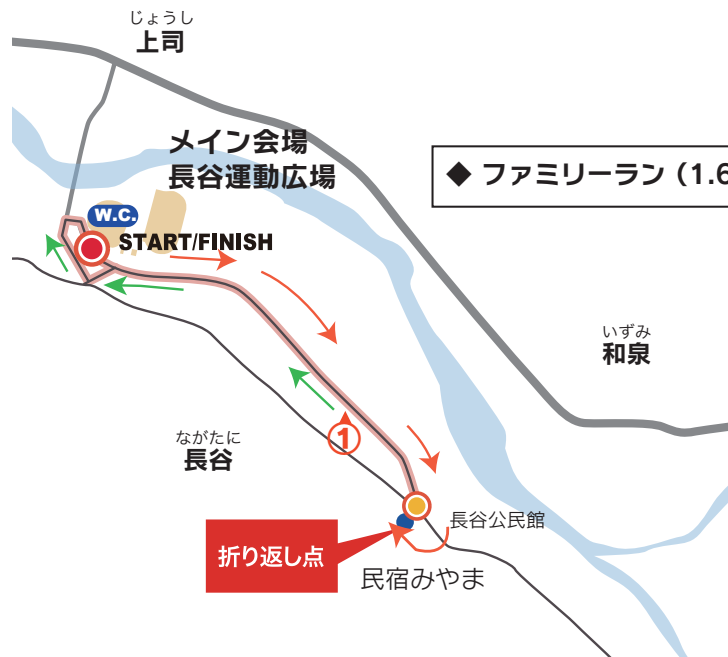 じょうし
上司
メイン会場
長谷運動広場
◆ ファミリーラン（1.6
W.C.
START/FINISH
いずみ
和泉
①
ながたに
長谷
長谷公民館
折り返し点
民宿みやま